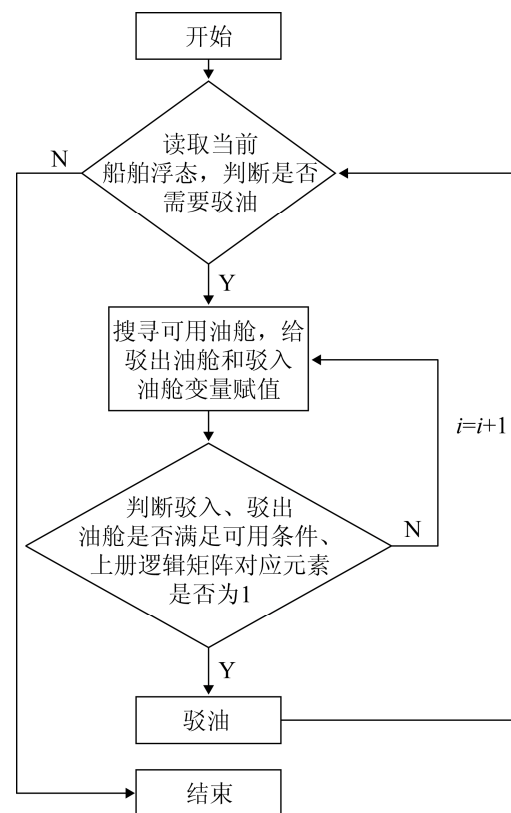 开始
读取当前
船舶浮态，判断是否
需要驳油
N
Y
搜寻可用油舱，给
驳出油舱和驳入
油舱变量赋值
i=i+1
判断驳入、驳出
油舱是否满足可用条件、
上册逻辑矩阵对应元素
是否为1
N
Y
驳油
结束